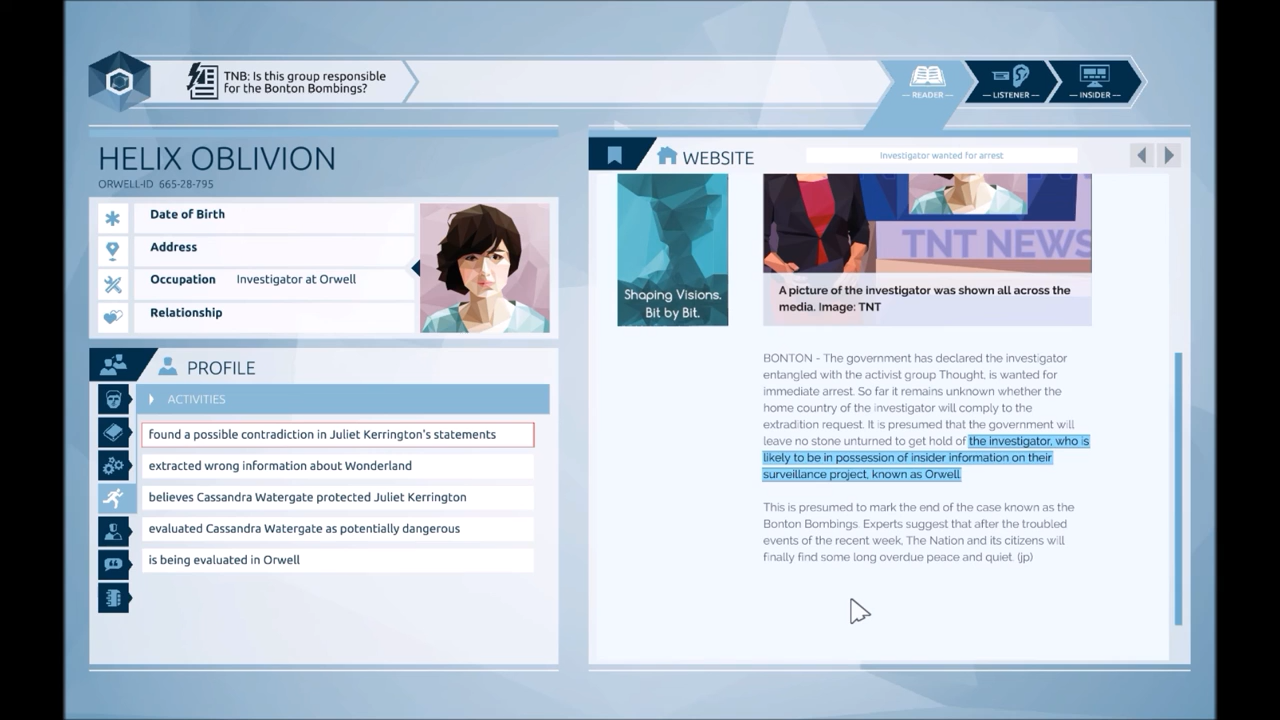 TNB: Is this group responsible
for the Bonton Bombings?
— READER —
— LISTENER —
— INSIDER —
HELIX OBLIVION
ORWELL-ID 665-28-795
Date of Birth
Address
Occupation Investigator at Orwell
Relationship
PROFILE
ACTIVITIES
found a possible contradiction in Juliet Kerrington's statements
extracted wrong information about Wonderland
believes Cassandra Watergate protected Juliet Kerrington
evaluated Cassandra Watergate as potentially dangerous
is being evaluated in Orwell
WEBSITE
Investigator wanted for arrest
Shaping Visions.
Bit by Bit.
TNT NEWS
A picture of the investigator was shown all across the
media. Image: TNT
BONTON - The government has declared the investigator
entangled with the activist group Thought, is wanted for
immediate arrest. So far it remains unknown whether the
home country of the investigator will comply to the
extradition request. It is presumed that the government will
leave no stone unturned to get hold of the investigator, who is
likely to be in possession of insider information on their
surveillance project, known as Orwell.
This is presumed to mark the end of the case known as the
Bonton Bombings. Experts suggest that after the troubled
events of the recent week, The Nation and its citizens will
finally find some long overdue peace and quiet. (jp)